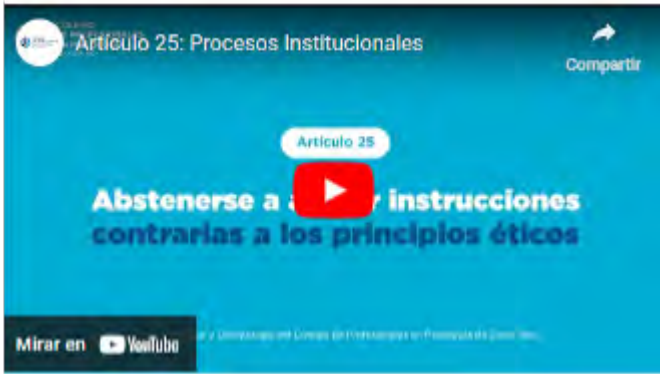 Artículo 25: Procesos Institucionales
Compartir
Artículo 25
Abstenerse a instrucciones
contrarias a los principios éticos
Mirar en YouTube